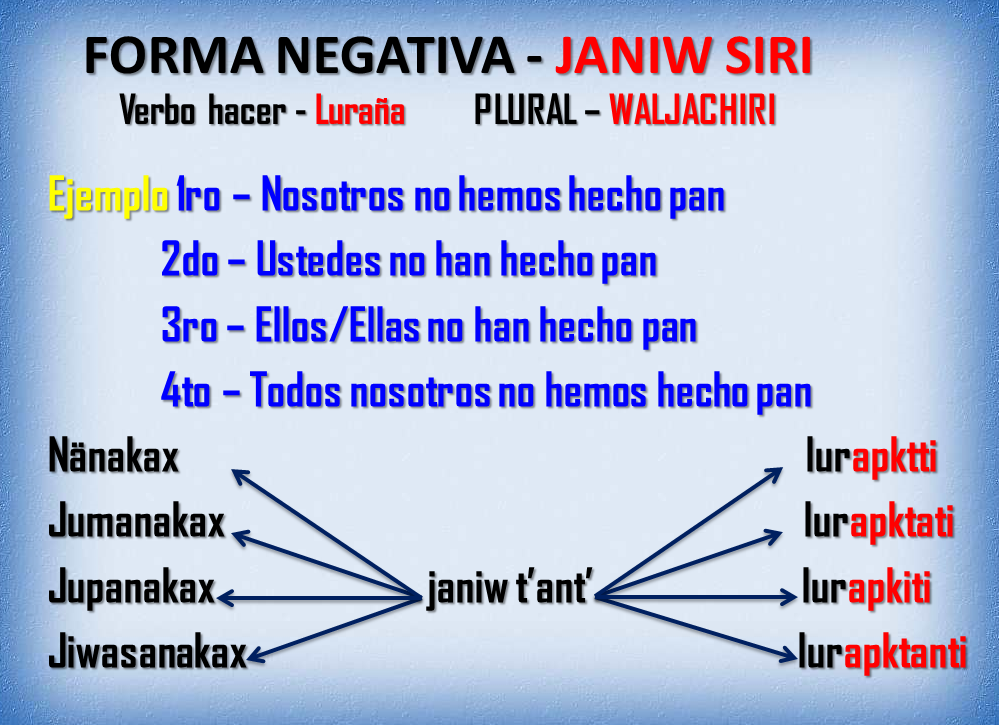 FORMA NEGATIVA - JANIW SIRI
Verbo hacer - Luraña PLURAL – WALJACHIRI
Ejemplo 1ro – Nosotros no hemos hecho pan
2do – Ustedes no han hecho pan
3ro – Ellos/Ellas no han hecho pan
4to – Todos nosotros no hemos hecho pan
Nänakax lurapktti
Jumanakax lurapktati
Jupanakax janiw t’ant’ lurapkiti
Jiwasanakax lurapktanti